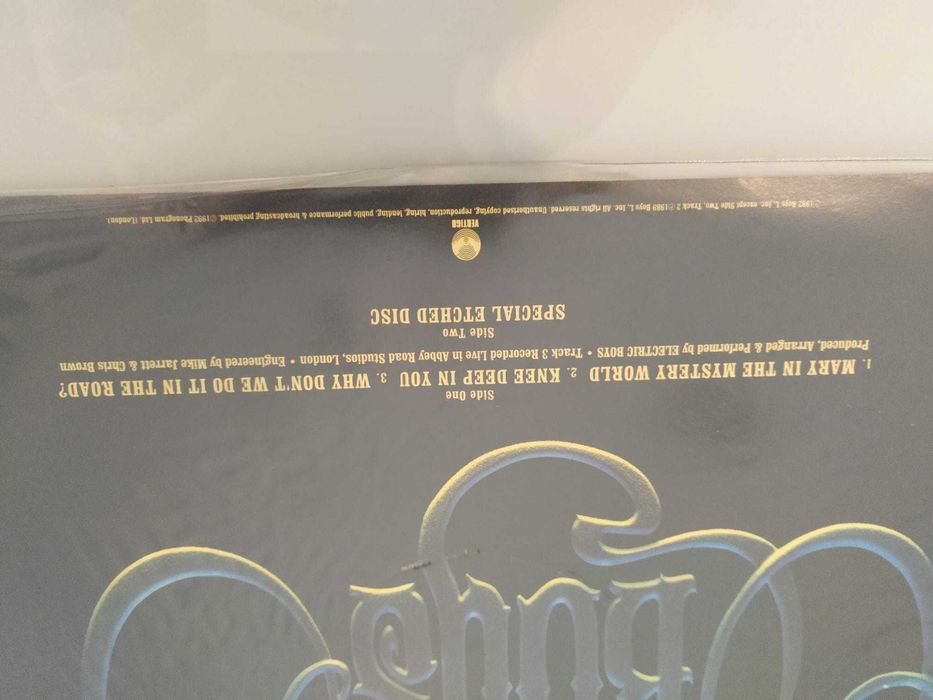 Boys
Side One
1. MARY IN THE MYSTERY WORLD 2. KNEE DEEP IN YOU 3. WHY DON'T WE DO IT IN THE ROAD?
Produced, Arranged & Performed by ELECTRIC BOYS • Track 3 Recorded Live in Abbey Road Studios, London • Engineered by Mike Jarrett & Chris Brown
Side Two
SPECIAL ETCHED DISC
VERTIGO
℗ 1992 Boys I, Inc. except Side Two, Track 2 ℗ 1989 Boys I, Inc. All rights reserved. Unauthorised copying, reproduction, hiring, lending, public performance & broadcasting prohibited. © 1992 Phonogram Ltd. (London).